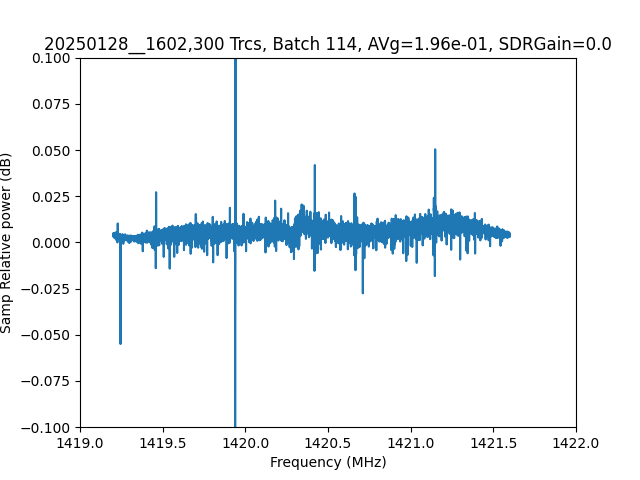 20250128__1602,300 Trcs, Batch 114, AVg=1.96e-01, SDRGain=0.0
0.100
0.075
0.050
0.025
0.000
−0.025
−0.050
−0.075
−0.100
Samp Relative power (dB)
1419.0 1419.5 1420.0 1420.5 1421.0 1421.5 1422.0
Frequency (MHz)